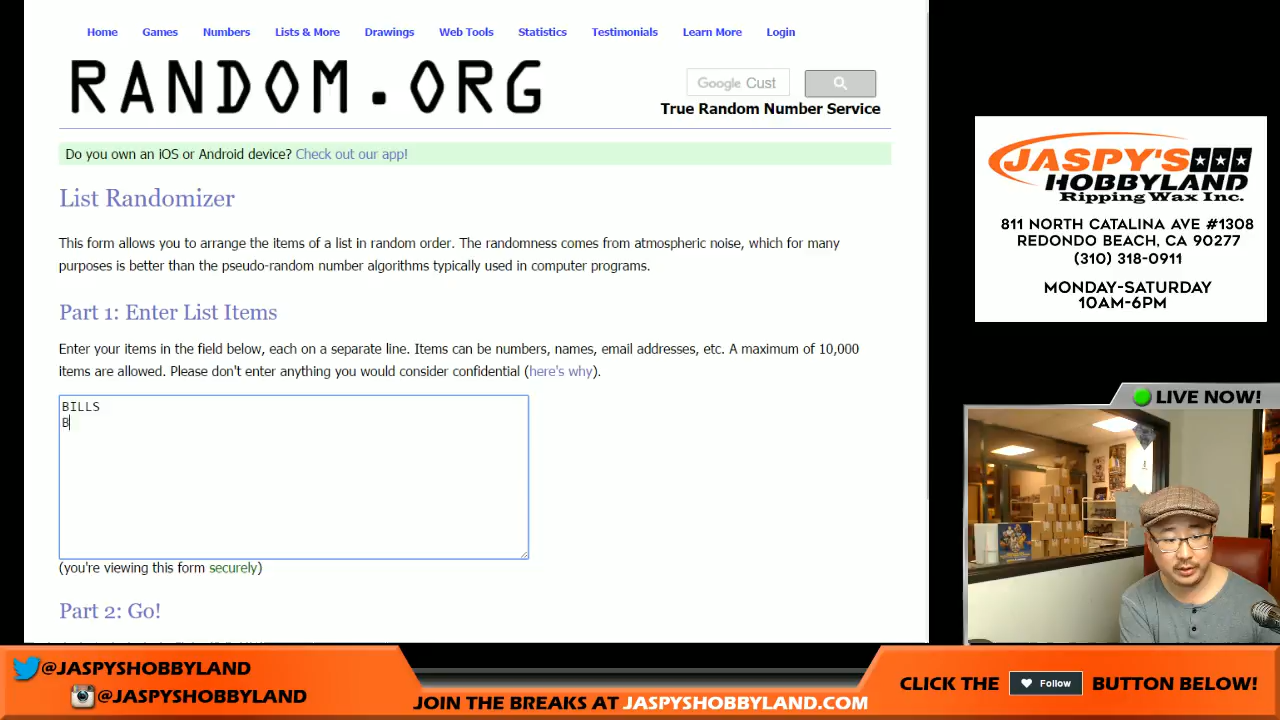 Home Games Numbers Lists & More Drawings Web Tools Statistics Testimonials Learn More Login
RANDOM.ORG
Google Cust
True Random Number Service
Do you own an iOS or Android device? Check out our app!
List Randomizer
This form allows you to arrange the items of a list in random order. The randomness comes from atmospheric noise, which for many
purposes is better than the pseudo-random number algorithms typically used in computer programs.
Part 1: Enter List Items
Enter your items in the field below, each on a separate line. Items can be numbers, names, email addresses, etc. A maximum of 10,000
items are allowed. Please don't enter anything you would consider confidential (here's why).
BILLS
B
(you're viewing this form securely)
Part 2: Go!
JASPY'S
HOBBYLAND
Ripping Wax Inc.
811 NORTH CATALINA AVE #1308
REDONDO BEACH, CA 90277
(310) 318-0911
MONDAY-SATURDAY
10AM-6PM
LIVE NOW!
@JASPYSHOBBYLAND
@JASPYSHOBBYLAND
JOIN THE BREAKS AT JASPYSHOBBYLAND.COM
CLICK THE Follow BUTTON BELOW!